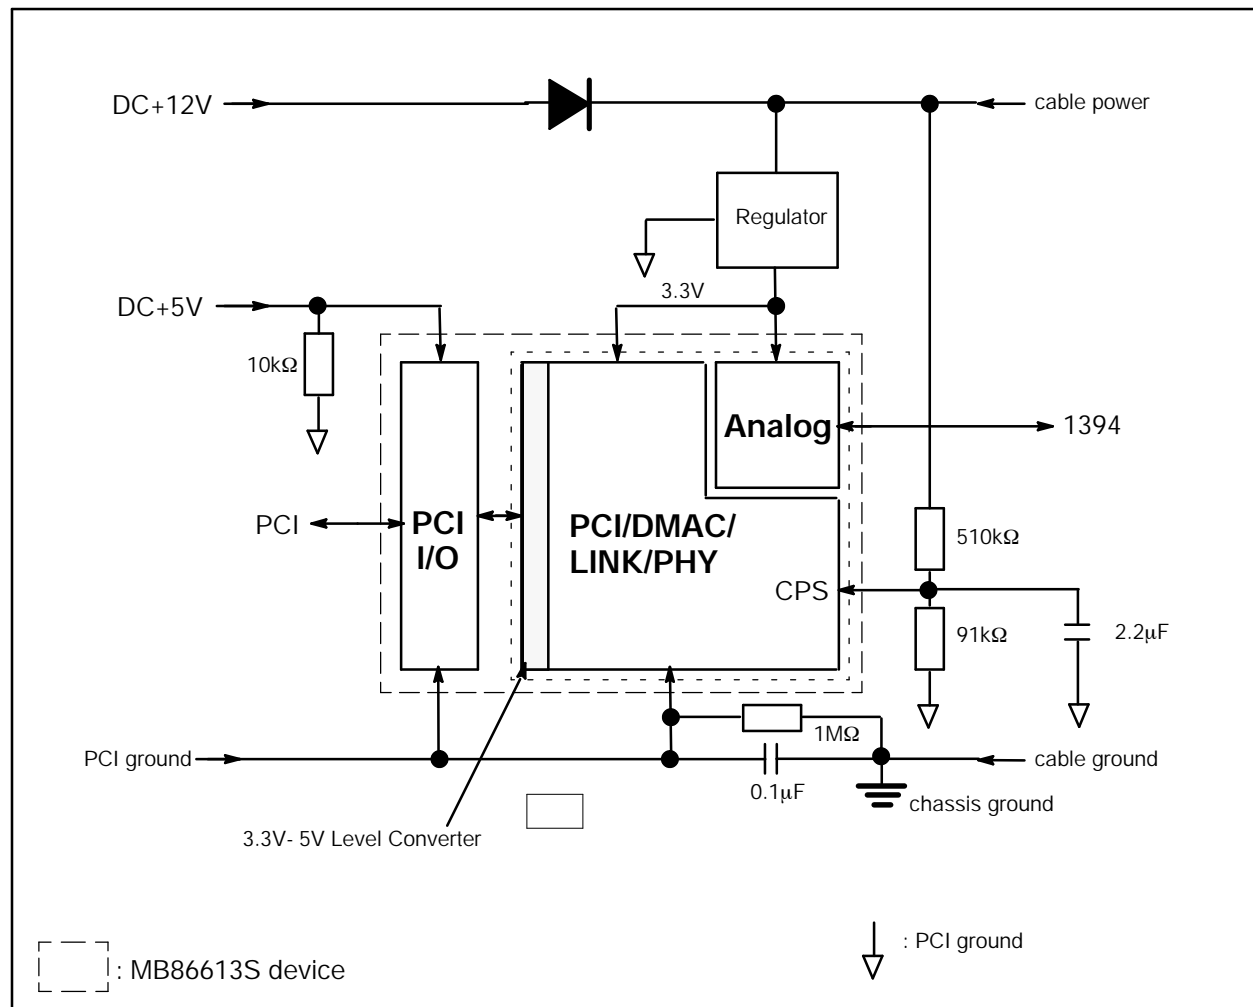 DC+12V
cable power
Regulator
3.3V
DC+5V
10kΩ
Analog
1394
PCI
PCI
I/O
PCI/DMAC/
LINK/PHY
510kΩ
CPS
91kΩ
2.2µF
1MΩ
PCI ground
cable ground
0.1µF
chassis ground
3.3V- 5V Level Converter
: PCI ground
: MB86613S device